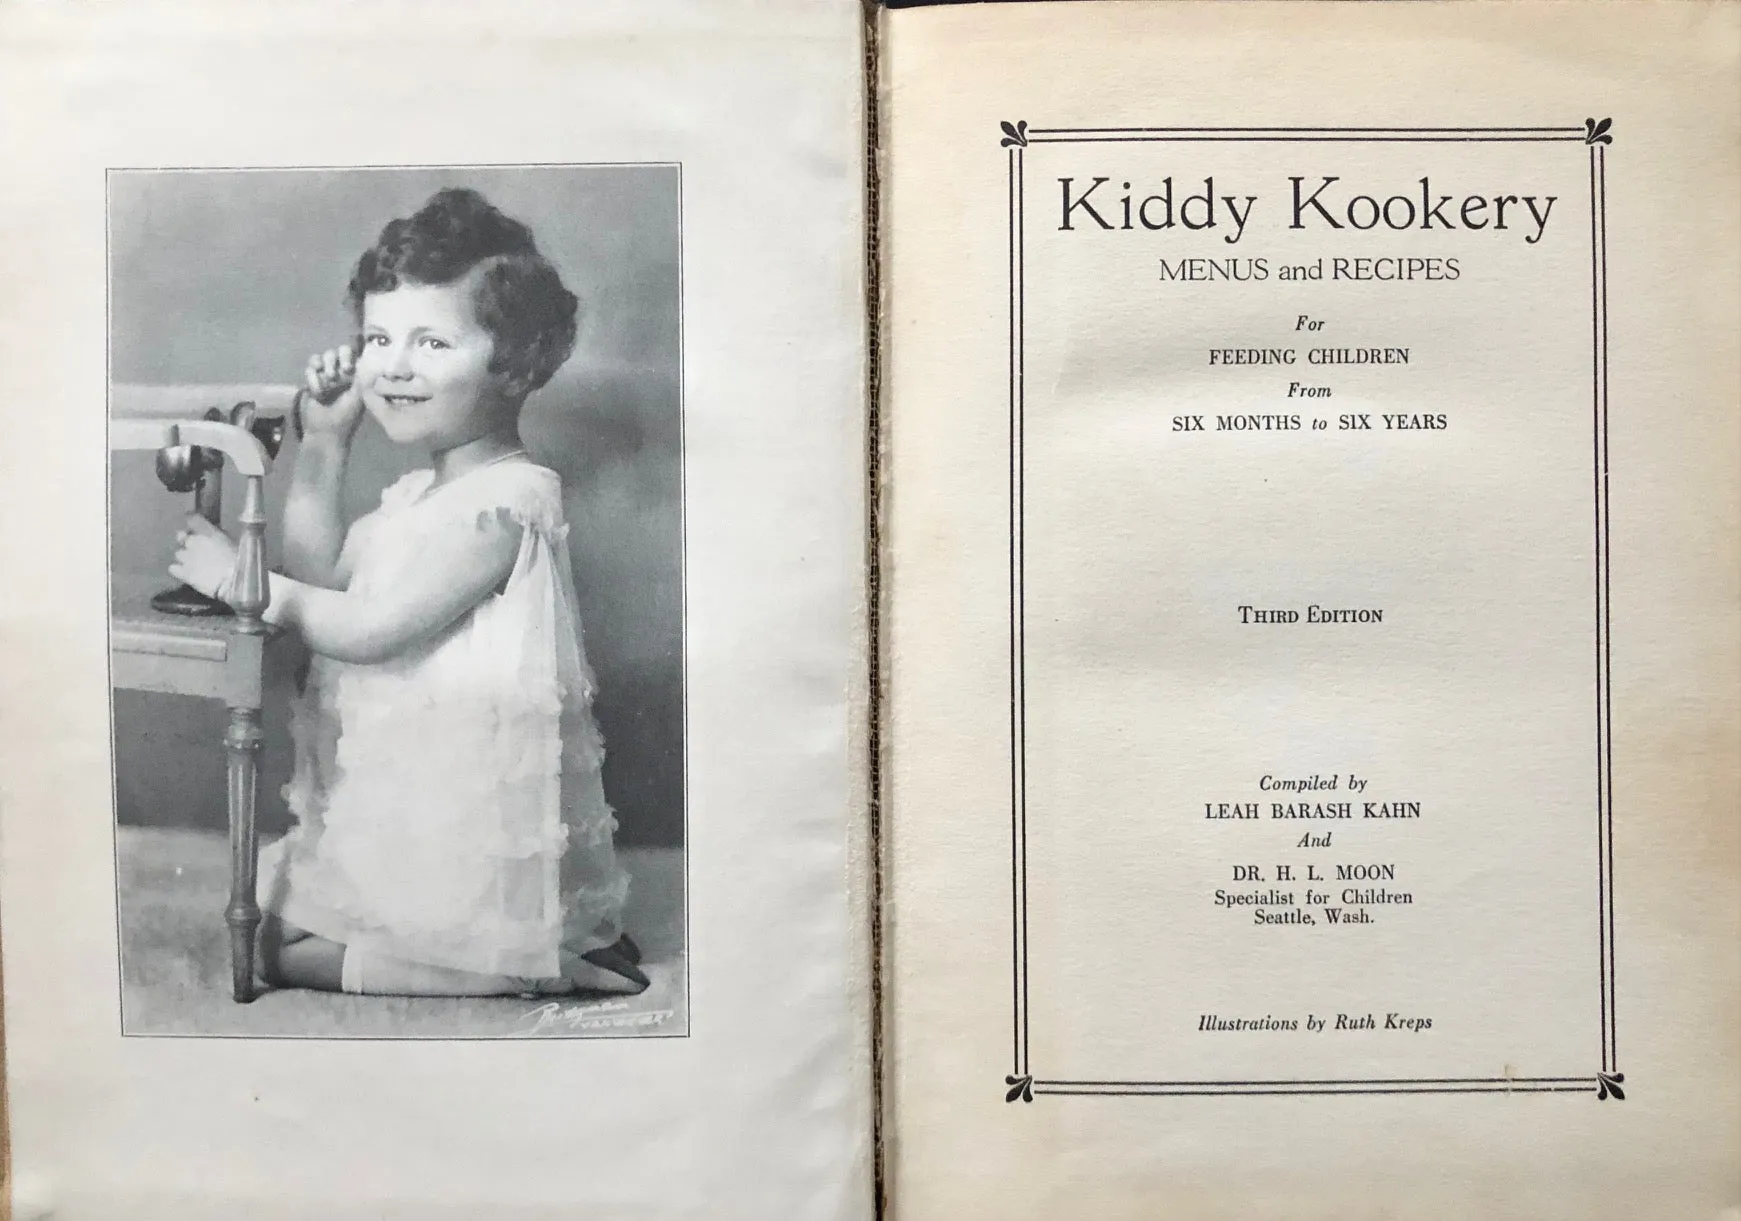 Kiddy Kookery
MENUS and RECIPES
For
FEEDING CHILDREN
From
SIX MONTHS to SIX YEARS
THIRD EDITION
Compiled by
LEAH BARASH KAHN
And
DR. H. L. MOON
Specialist for Children
Seattle, Wash.
Illustrations by Ruth Kreps